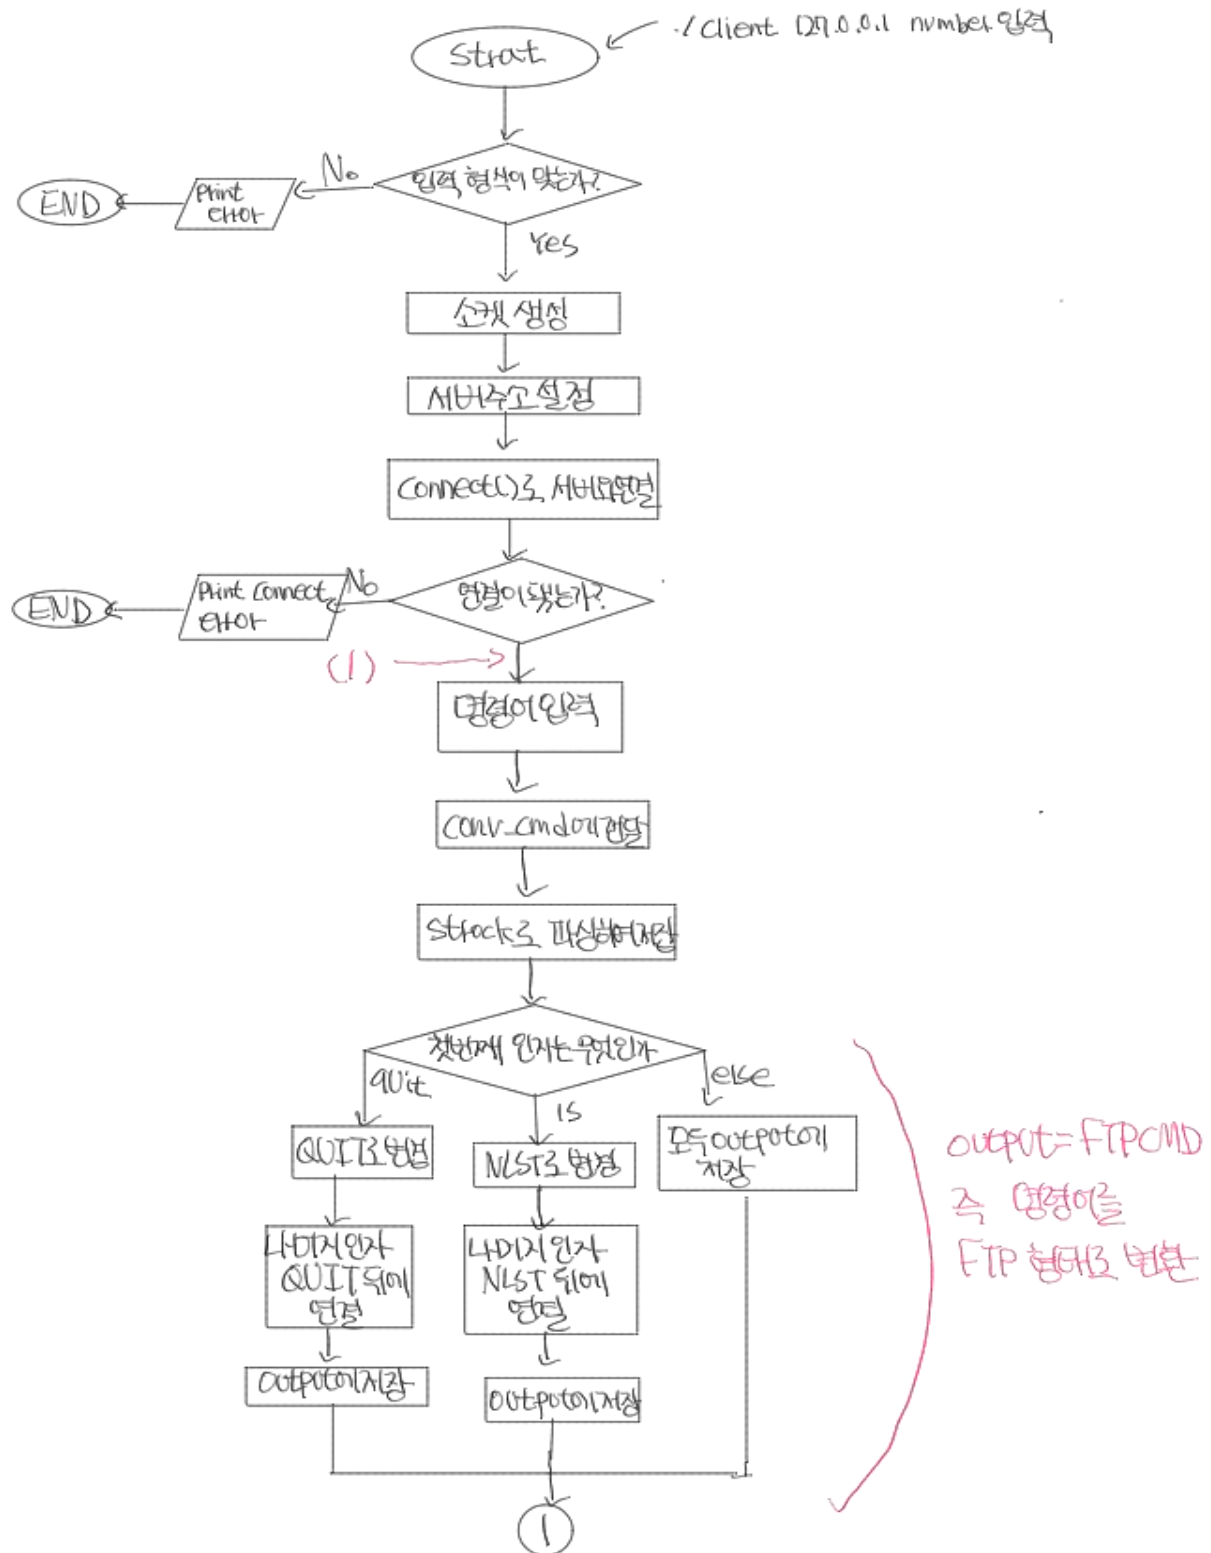 ./client 127.0.0.1 number 입력
Strat
입력 형식이 맞는가?
No
Print
error
END
Yes
소켓 생성
서버주소 설정
connect()로 서버와연결
연결이 됐는가?
No
Print Connect
error
END
(1)
명령어 입력
conv_cmd에 전달
strock로 파싱하여저장
첫번째 인자는 무엇인가
quit
ls
else
QUIT로 변경
NLST로 변경
모두 output에
저장
나머지 인자
QUIT 뒤에
연결
나머지 인자
NLST 뒤에
연결
output에저장
output에저장
1
output=FTPCMD
즉 명령어를
FTP 형태로 변환